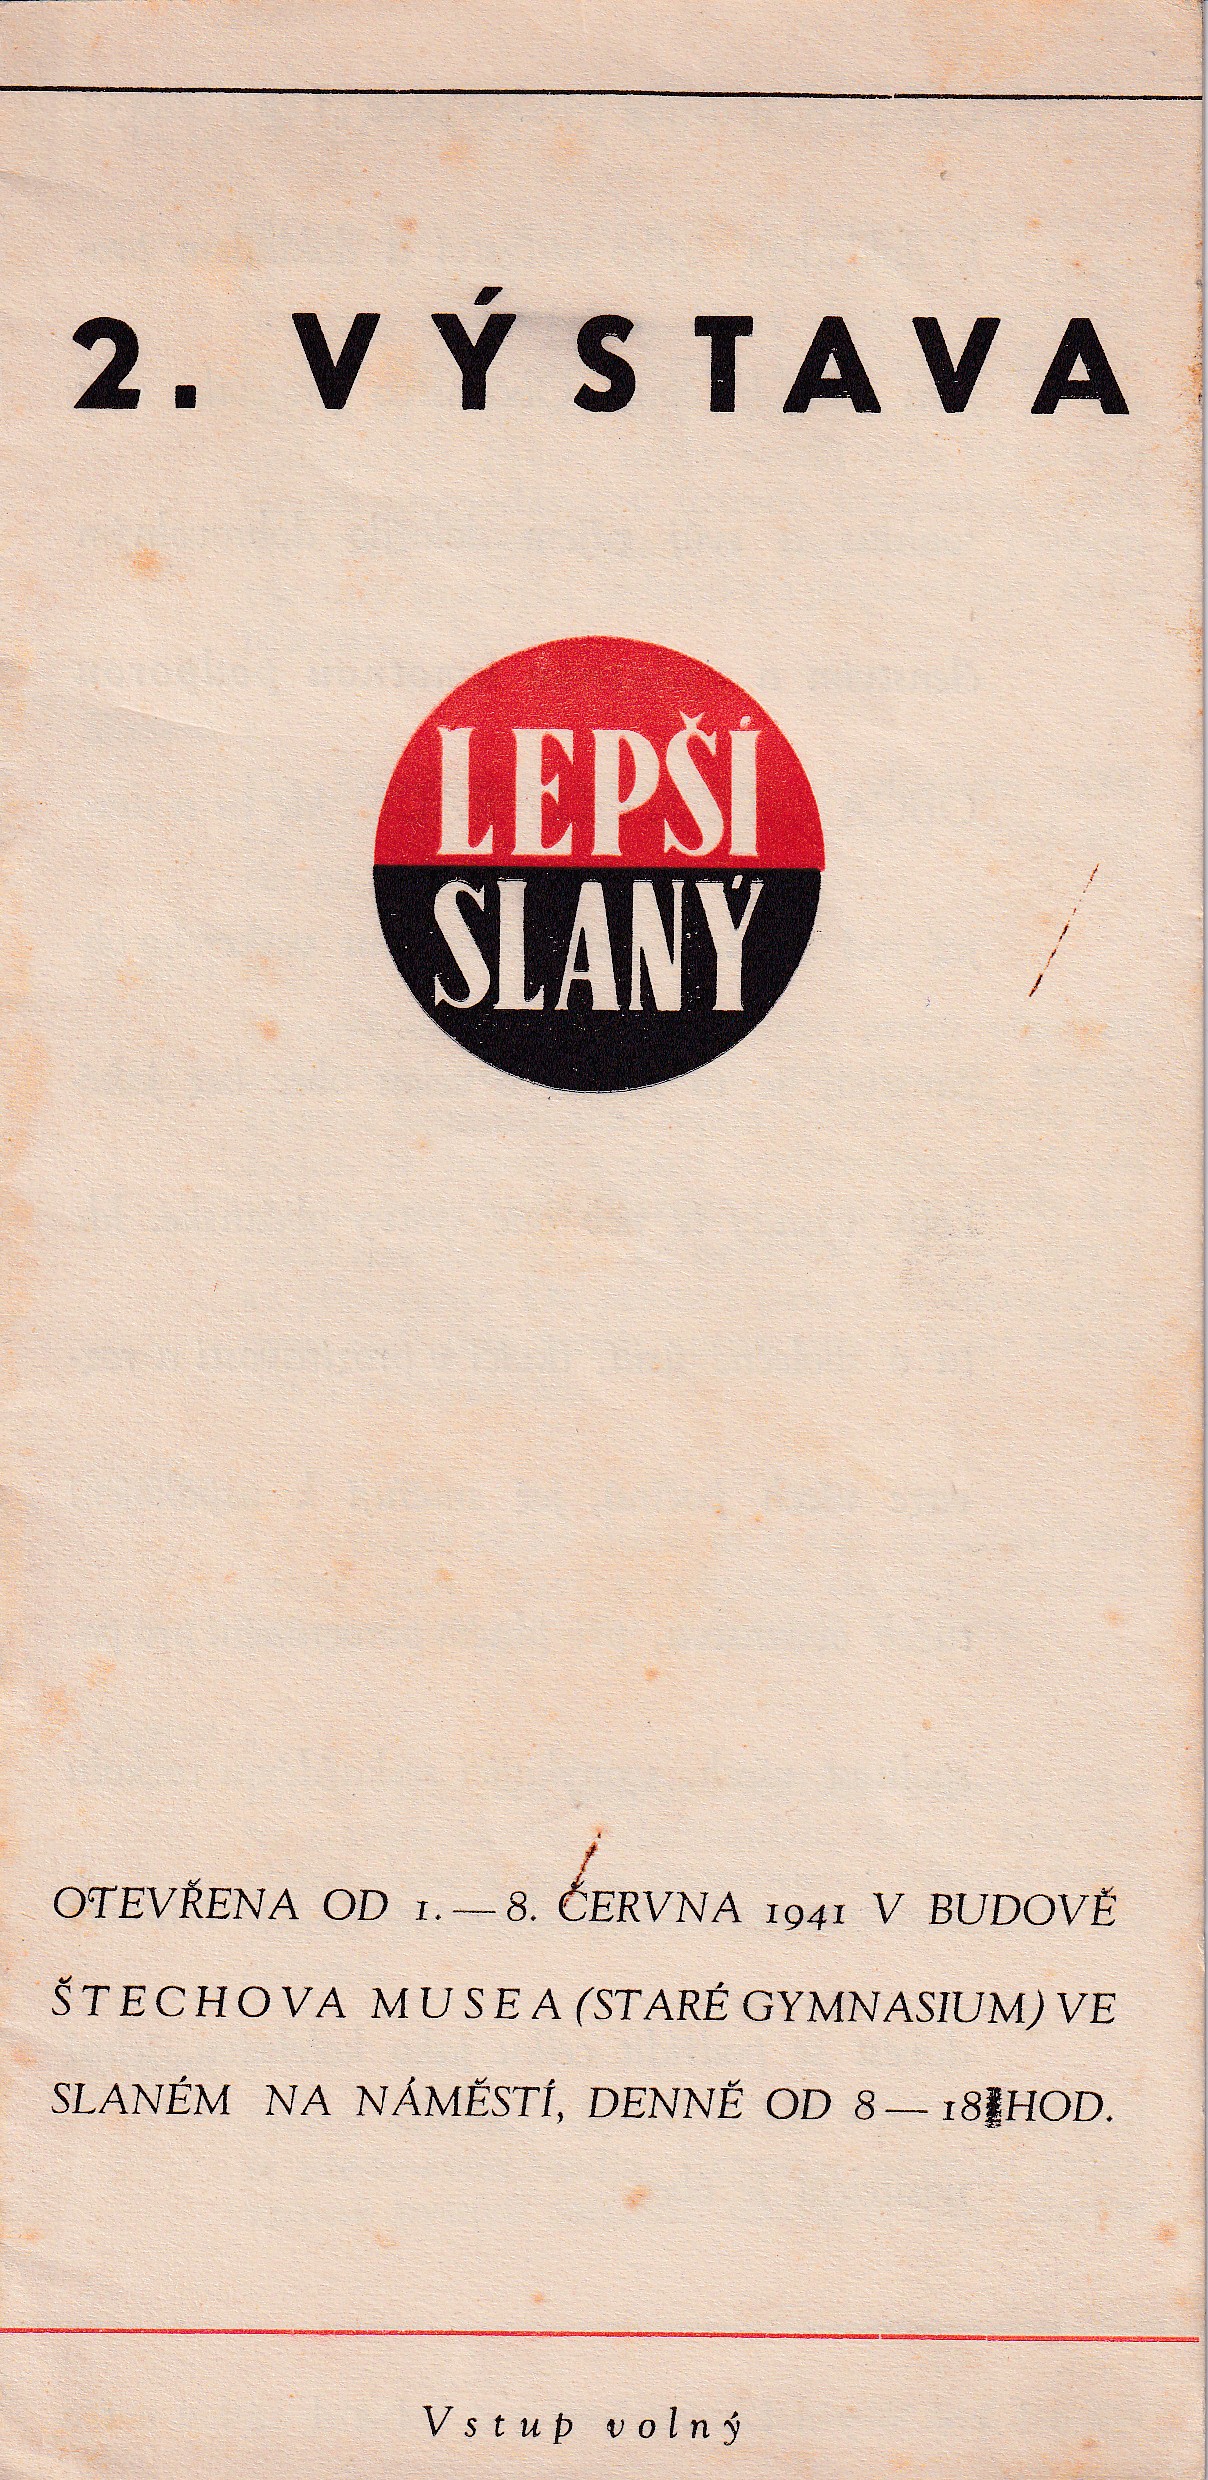 2. VÝSTAVA
LEPŠÍ
SLANÝ
OTEVŘENA OD 1.—8. ČERVNA 1941 V BUDOVĚ
ŠTECHOVA MUSEA (STARÉ GYMNASIUM) VE
SLANÉM NA NÁMĚSTÍ, DENNĚ OD 8—18 HOD.
Vstup volný